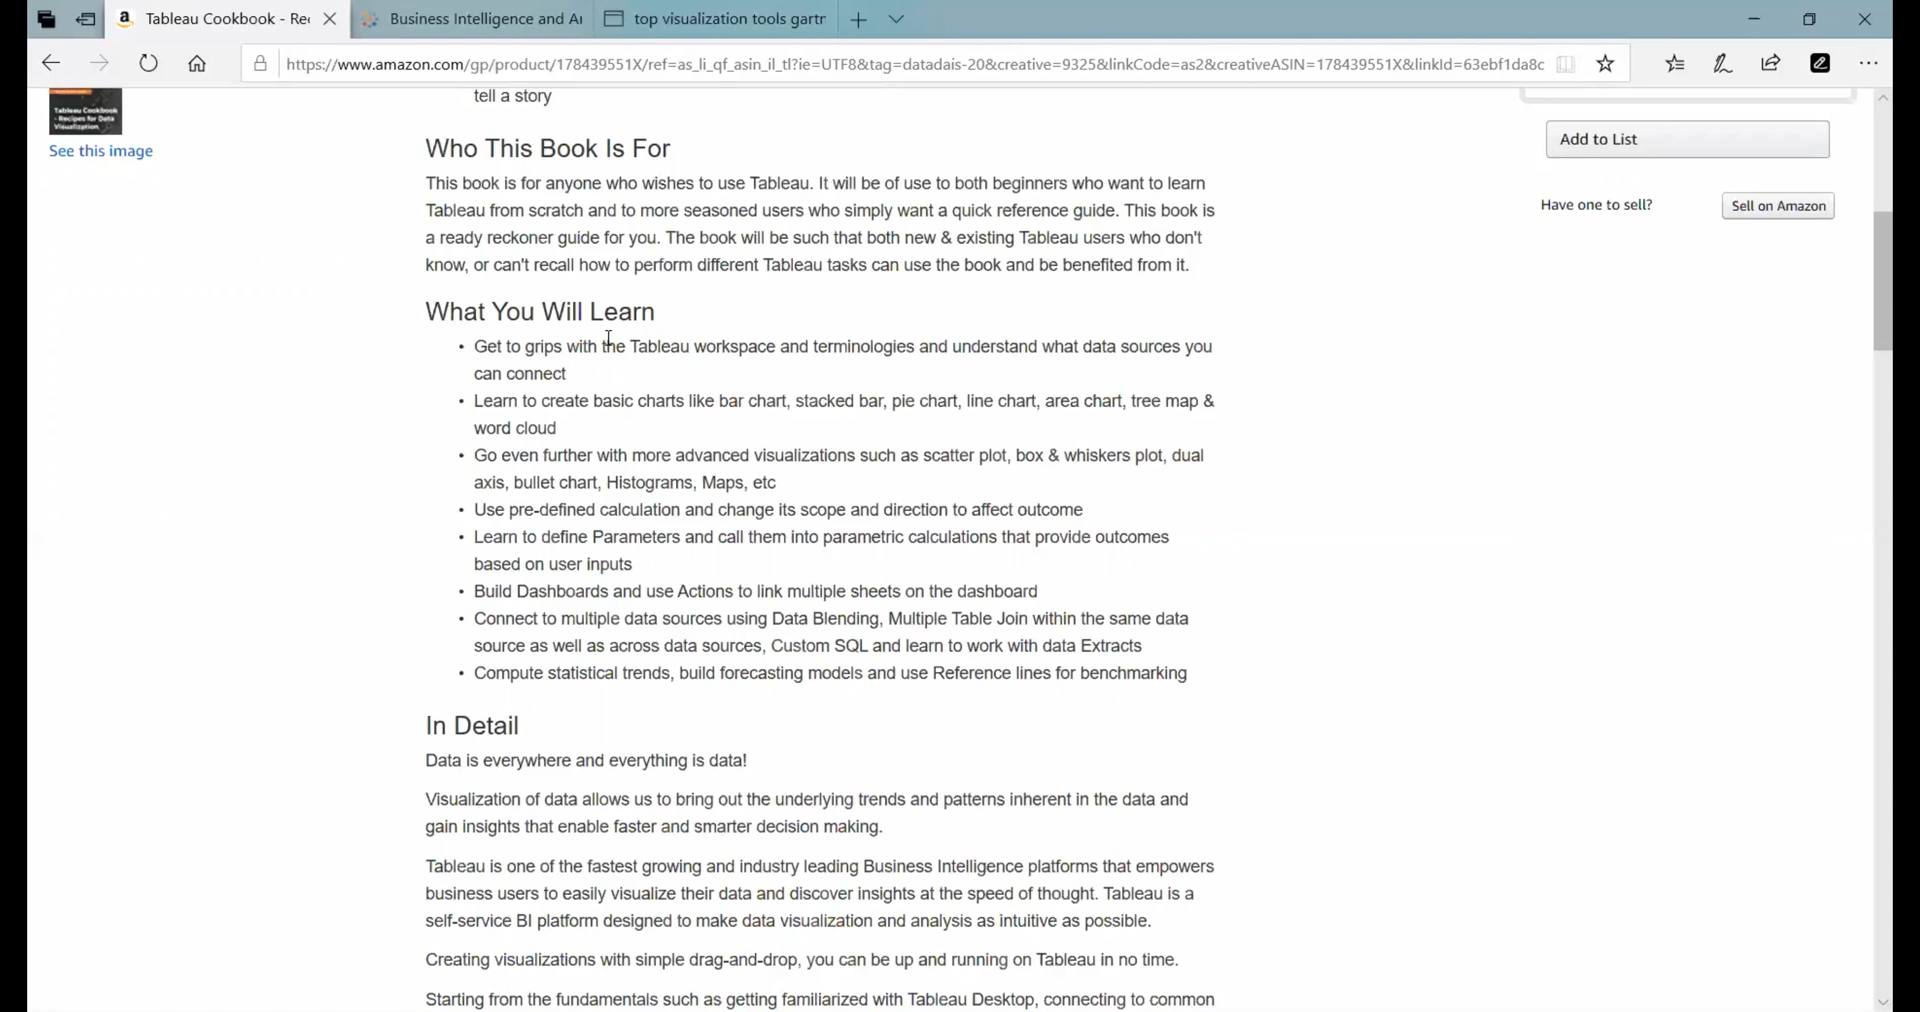 Tableau Cookbook - Re
Business Intelligence and A
top visualization tools gartr
https://www.amazon.com/gp/product/178439551X/ref=as_li_qf_asin_il_tl?ie=UTF8&tag=datadais-20&creative=9325&linkCode=as2&creativeASIN=178439551X&linkId=63ebf1da8c
tell a story
Tableau Cookbook
- Recipes for Data
Visualization
See this image
Add to List
Have one to sell?
Sell on Amazon
Who This Book Is For
This book is for anyone who wishes to use Tableau. It will be of use to both beginners who want to learn
Tableau from scratch and to more seasoned users who simply want a quick reference guide. This book is
a ready reckoner guide for you. The book will be such that both new & existing Tableau users who don't
know, or can't recall how to perform different Tableau tasks can use the book and be benefited from it.
What You Will Learn
• Get to grips with the Tableau workspace and terminologies and understand what data sources you
can connect
• Learn to create basic charts like bar chart, stacked bar, pie chart, line chart, area chart, tree map &
word cloud
• Go even further with more advanced visualizations such as scatter plot, box & whiskers plot, dual
axis, bullet chart, Histograms, Maps, etc
• Use pre-defined calculation and change its scope and direction to affect outcome
• Learn to define Parameters and call them into parametric calculations that provide outcomes
based on user inputs
• Build Dashboards and use Actions to link multiple sheets on the dashboard
• Connect to multiple data sources using Data Blending, Multiple Table Join within the same data
source as well as across data sources, Custom SQL and learn to work with data Extracts
• Compute statistical trends, build forecasting models and use Reference lines for benchmarking
In Detail
Data is everywhere and everything is data!
Visualization of data allows us to bring out the underlying trends and patterns inherent in the data and
gain insights that enable faster and smarter decision making.
Tableau is one of the fastest growing and industry leading Business Intelligence platforms that empowers
business users to easily visualize their data and discover insights at the speed of thought. Tableau is a
self-service BI platform designed to make data visualization and analysis as intuitive as possible.
Creating visualizations with simple drag-and-drop, you can be up and running on Tableau in no time.
Starting from the fundamentals such as getting familiarized with Tableau Desktop, connecting to common